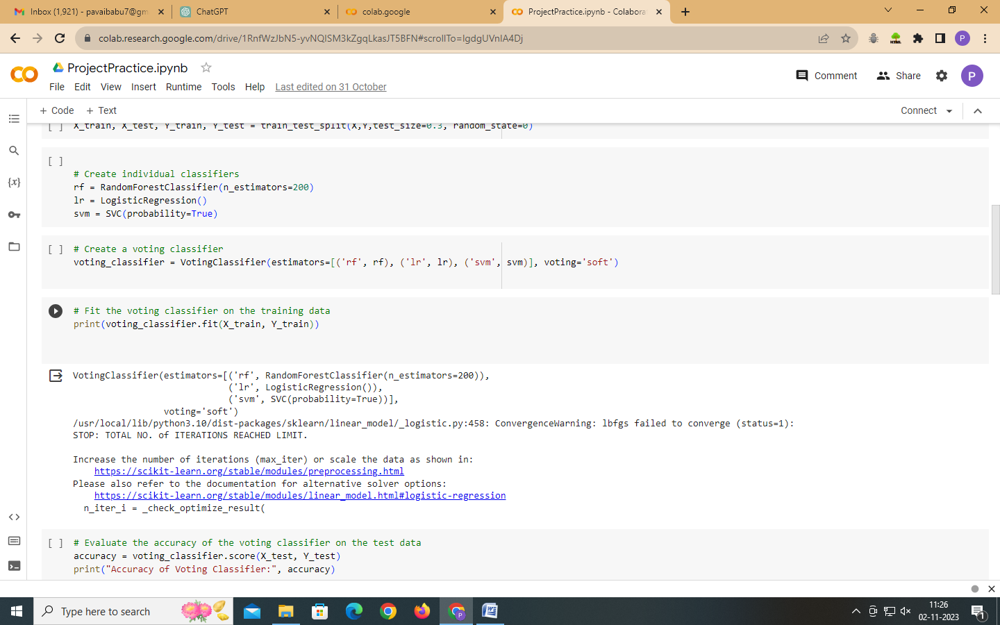 Inbox (1,921) - pavaibabu7@gm
ChatGPT
colab.google
ProjectPractice.ipynb - Colabora
colab.research.google.com/drive/1RnfWzJbN5-yvNQISM3kZgqLkasJT5BFN#scrollTo=IgdgUVnIA4Dj
P
ProjectPractice.ipynb
File Edit View Insert Runtime Tools Help Last edited on 31 October
Comment Share P
+ Code + Text
Connect
[ ] X_train, X_test, Y_train, Y_test = train_test_split(X,Y,test_size=0.3, random_state=0)
[ ]
# Create individual classifiers
rf = RandomForestClassifier(n_estimators=200)
lr = LogisticRegression()
svm = SVC(probability=True)
[ ] # Create a voting classifier
voting_classifier = VotingClassifier(estimators=[('rf', rf), ('lr', lr), ('svm', svm)], voting='soft')
# Fit the voting classifier on the training data
print(voting_classifier.fit(X_train, Y_train))
VotingClassifier(estimators=[('rf', RandomForestClassifier(n_estimators=200)),
('lr', LogisticRegression()),
('svm', SVC(probability=True))],
voting='soft')
/usr/local/lib/python3.10/dist-packages/sklearn/linear_model/_logistic.py:458: ConvergenceWarning: lbfgs failed to converge (status=1):
STOP: TOTAL NO. of ITERATIONS REACHED LIMIT.
Increase the number of iterations (max_iter) or scale the data as shown in:
https://scikit-learn.org/stable/modules/preprocessing.html
Please also refer to the documentation for alternative solver options:
https://scikit-learn.org/stable/modules/linear_model.html#logistic-regression
n_iter_i = _check_optimize_result(
[ ] # Evaluate the accuracy of the voting classifier on the test data
accuracy = voting_classifier.score(X_test, Y_test)
print("Accuracy of Voting Classifier:", accuracy)
Type here to search
11:26
02-11-2023
1